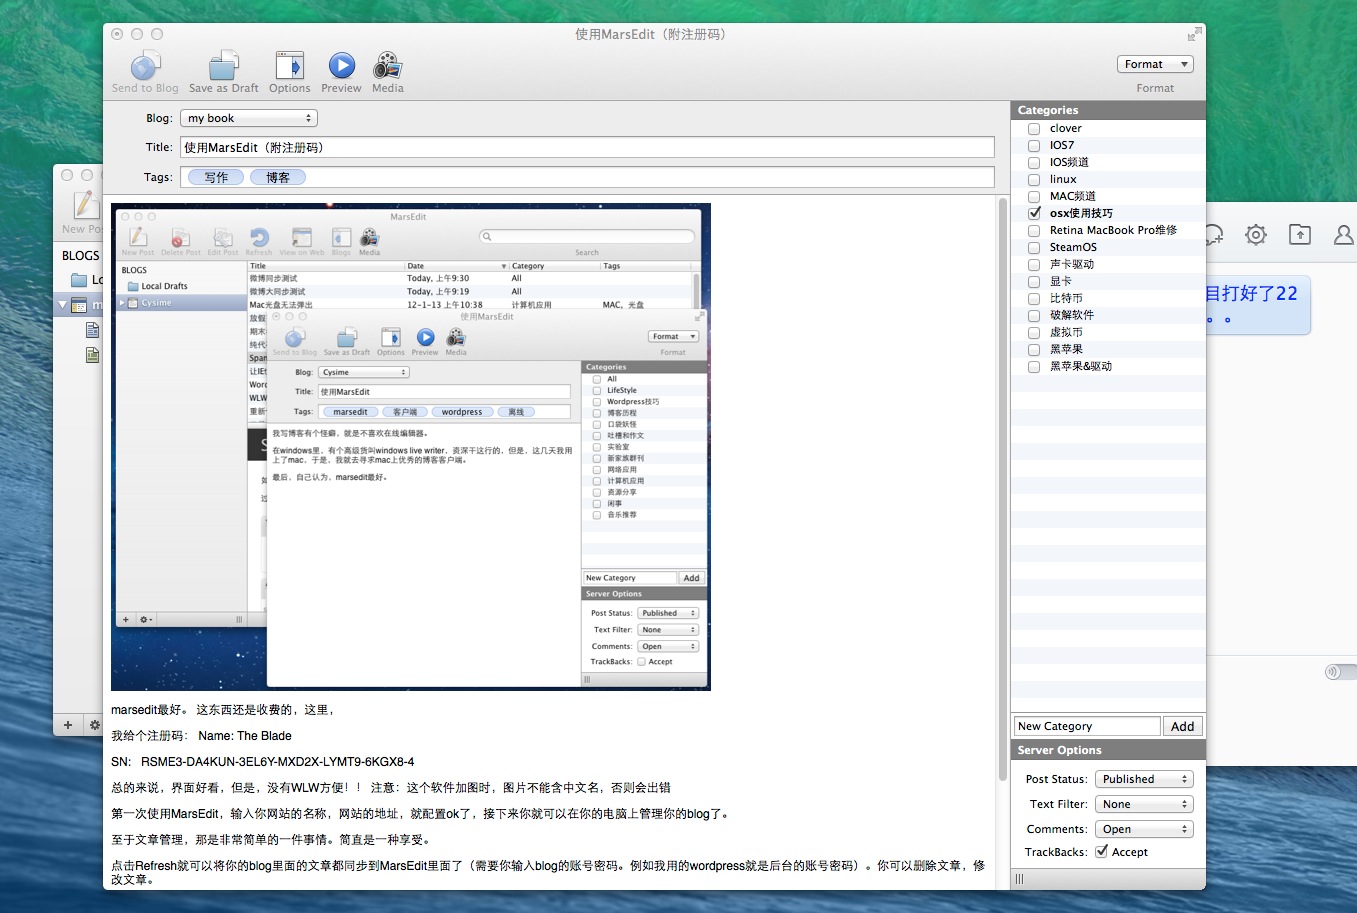 使用MarsEdit（附注册码）
Send to Blog
Save as Draft
Options
Preview
Media
Format
Format
Blog:
my book
Title:
使用MarsEdit（附注册码）
Tags:
写作
博客
New Pos
BLOGS
Lo
m
MarsEdit
New Post
Delete Post
Edit Post
Refresh
View on Web
Blogs
Media
Search
BLOGS
Local Drafts
Cysime
Title
Date
Category
Tags
微博同步测试
Today, 上午9:30
All
微博大同步测试
Today, 上午9:19
All
Mac光盘无法弹出
12-1-13 上午10:38
计算机应用
MAC，光盘
放假
期末
纯代
Span
让IEt
Word
WLW
重新
使用MarsEdit
Send to Blog
Save as Draft
Options
Preview
Media
Format
Format
Blog:
Cysime
Title:
使用MarsEdit
Tags:
marsedit
客户端
wordpress
离线
我写博客有个怪癖，就是不喜欢在线编辑器。
在windows里，有个高级货叫windows live writer，资深干这行的，但是，这几天我用
上了mac，于是，我就去寻求mac上优秀的博客客户端。
最后，自己认为，marsedit最好。
Categories
All
LifeStyle
Wordpress技巧
博客历程
口袋妖怪
吐槽和作文
实验室
新家族群刊
网络应用
计算机应用
资源分享
闲事
音乐推荐
New Category
Add
Server Options
Post Status:
Published
Text Filter:
None
Comments:
Open
TrackBacks:
Accept
marsedit最好。 这东西还是收费的，这里，
我给个注册码： Name: The Blade
SN: RSME3-DA4KUN-3EL6Y-MXD2X-LYMT9-6KGX8-4
总的来说，界面好看，但是，没有WLW方便！！ 注意：这个软件加图时，图片不能含中文名，否则会出错
第一次使用MarsEdit，输入你网站的名称，网站的地址，就配置ok了，接下来你就可以在你的电脑上管理你的blog了。
至于文章管理，那是非常简单的一件事情。简直是一种享受。
点击Refresh就可以将你的blog里面的文章都同步到MarsEdit里面了（需要你输入blog的账号密码。例如我用的wordpress就是后台的账号密码）。你可以删除文章，修
改文章。
Categories
clover
IOS7
IOS频道
linux
MAC频道
osx使用技巧
Retina MacBook Pro维修
SteamOS
声卡驱动
显卡
比特币
破解软件
虚拟币
黑苹果
黑苹果&驱动
New Category
Add
Server Options
Post Status:
Published
Text Filter:
None
Comments:
Open
TrackBacks:
Accept
目打好了22
。。